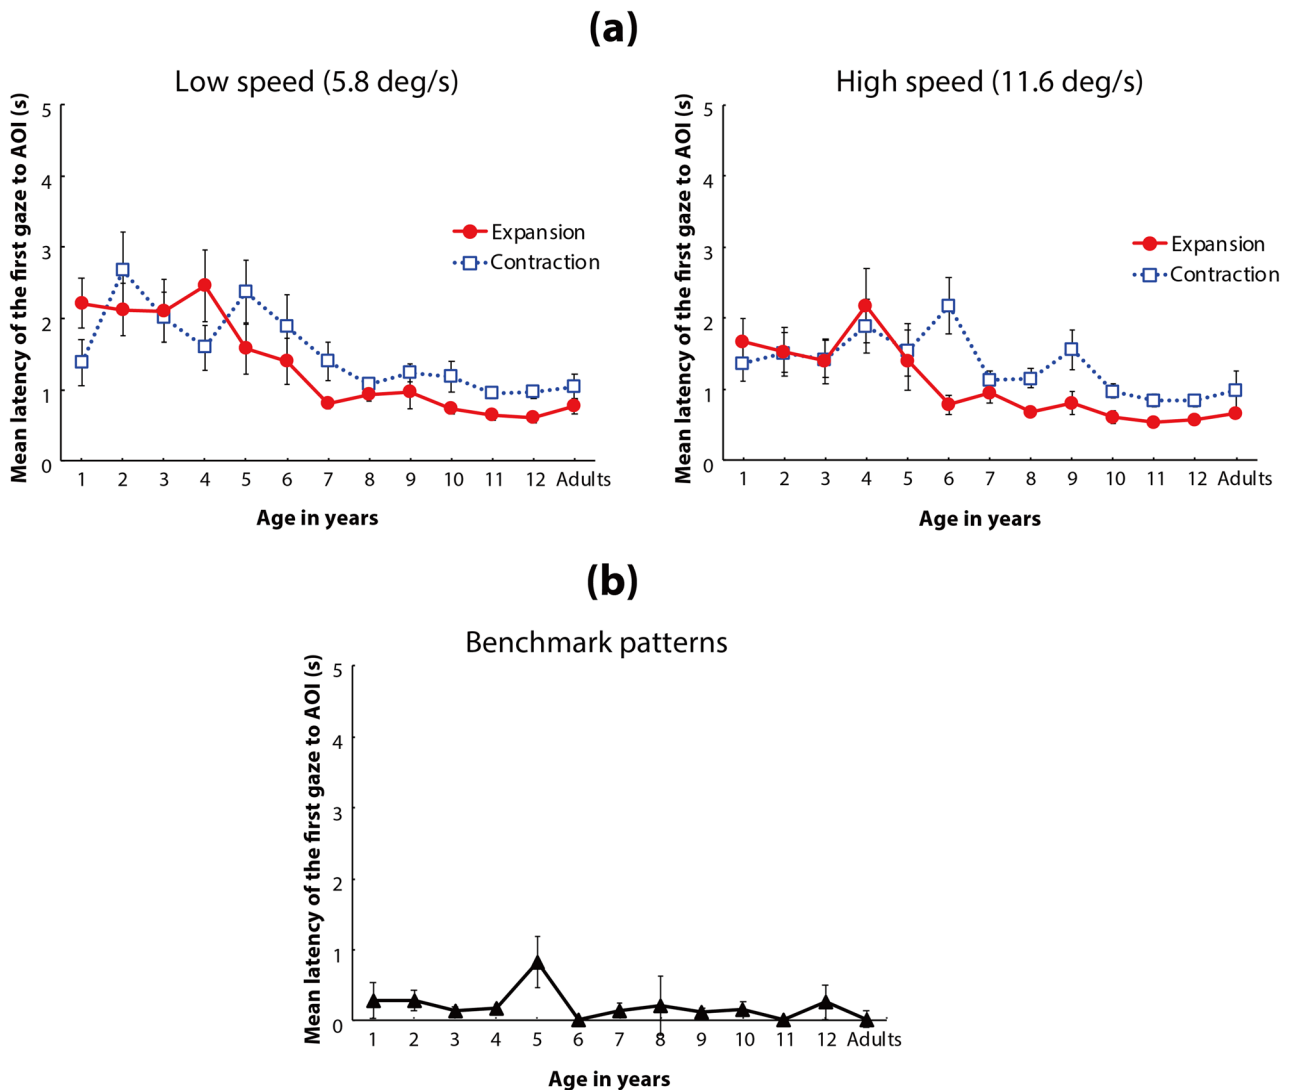 (a)
Low speed (5.8 deg/s)
Mean latency of the first gaze to AOI (s)
5
4
3
2
1
0
Expansion
Contraction
1 2 3 4 5 6 7 8 9 10 11 12 Adults
Age in years
High speed (11.6 deg/s)
Mean latency of the first gaze to AOI (s)
5
4
3
2
1
0
Expansion
Contraction
1 2 3 4 5 6 7 8 9 10 11 12 Adults
Age in years
(b)
Benchmark patterns
Mean latency of the first gaze to AOI (s)
5
4
3
2
1
0
1 2 3 4 5 6 7 8 9 10 11 12 Adults
Age in years